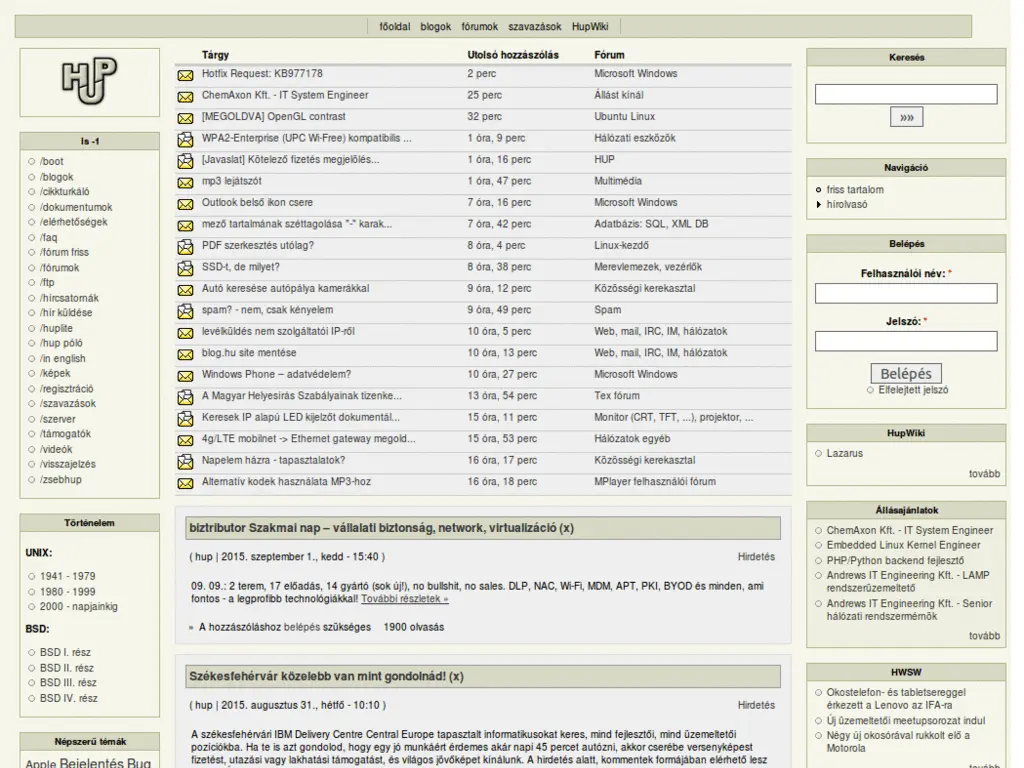 főoldal blogok fórumok szavazások HupWiki
HUP
ls -1
/boot
/blogok
/cikkturkáló
/dokumentumok
/elérhetőségek
/faq
/fórum friss
/fórumok
/ftp
/hírcsatornák
/hír küldése
/huplite
/hup póló
/in english
/képek
/regisztráció
/szavazások
/szerver
/támogatók
/videók
/visszajelzés
/zsebhup
Történelem
UNIX:
1941 - 1979
1980 - 1999
2000 - napjainkig
BSD:
BSD I. rész
BSD II. rész
BSD III. rész
BSD IV. rész
Népszerű témák
Apple Bejelentés Bug
Tárgy Utolsó hozzászólás Fórum
Hotfix Request: KB977178 2 perc Microsoft Windows
ChemAxon Kft. - IT System Engineer 25 perc Állást kínál
[MEGOLDVA] OpenGL contrast 32 perc Ubuntu Linux
WPA2-Enterprise (UPC Wi-Free) kompatibilis ... 1 óra, 9 perc Hálózati eszközök
[Javaslat] Kötelező fizetés megjelölés... 1 óra, 16 perc HUP
mp3 lejátszót 1 óra, 47 perc Multimédia
Outlook belső ikon csere 7 óra, 16 perc Microsoft Windows
mező tartalmának széttagolása "-" karak... 7 óra, 42 perc Adatbázis: SQL, XML DB
PDF szerkesztés utólag? 8 óra, 4 perc Linux-kezdő
SSD-t, de milyet? 8 óra, 38 perc Merevlemezek, vezérlők
Autó keresése autópálya kamerákkal 9 óra, 12 perc Közösségi kerekasztal
spam? - nem, csak kényelem 9 óra, 49 perc Spam
levélküldés nem szolgáltatói IP-ről 10 óra, 5 perc Web, mail, IRC, IM, hálózatok
blog.hu site mentése 10 óra, 13 perc Web, mail, IRC, IM, hálózatok
Windows Phone – adatvédelem? 10 óra, 27 perc Microsoft Windows
A Magyar Helyesírás Szabályainak tizenke... 13 óra, 54 perc Tex fórum
Keresek IP alapú LED kijelzőt dokumentál... 15 óra, 11 perc Monitor (CRT, TFT, ...), projektor, ...
4g/LTE mobilnet -> Ethernet gateway megold... 15 óra, 53 perc Hálózatok egyéb
Napelem házra - tapasztalatok? 16 óra, 17 perc Közösségi kerekasztal
Alternatív kodek használata MP3-hoz 16 óra, 18 perc MPlayer felhasználói fórum
biztributor Szakmai nap – vállalati biztonság, network, virtualizáció (x)
( hup | 2015. szeptember 1., kedd - 15:40 ) Hirdetés
09. 09.: 2 terem, 17 előadás, 14 gyártó (sok új!), no bullshit, no sales. DLP, NAC, Wi-Fi, MDM, APT, PKI, BYOD és minden, ami
fontos - a legprofibb technológiákkal! További részletek »
» A hozzászóláshoz belépés szükséges 1900 olvasás
Székesfehérvár közelebb van mint gondolnád! (x)
( hup | 2015. augusztus 31., hétfő - 10:10 ) Hirdetés
A székesfehérvári IBM Delivery Centre Central Europe tapasztalt informatikusokat keres, mind fejlesztői, mind üzemeltetői
pozíciókba. Ha te is azt gondolod, hogy egy jó munkáért érdemes akár napi 45 percet autózni, akkor cserébe versenyképest
fizetést, utazási vagy lakhatási támogatást, és világos jövőképet kínálunk. A hirdetés alatt, kommentek formájában elérhető lesz
Keresés
»»
Navigáció
friss tartalom
hírolvasó
Belépés
Felhasználói név: *
Jelszó: *
Belépés
Elfelejtett jelszó
HupWiki
Lazarus
tovább
Állásajánlatok
ChemAxon Kft. - IT System Engineer
Embedded Linux Kernel Engineer
PHP/Python backend fejlesztő
Andrews IT Engineering Kft. - LAMP
rendszerüzemeltető
Andrews IT Engineering Kft. - Senior
hálózati rendszermérnök
tovább
HWSW
Okostelefon- és tabletsereggel
érkezett a Lenovo az IFA-ra
Új üzemeltetői meetupsorozat indul
Négy új okosórával rukkolt elő a
Motorola
tovább